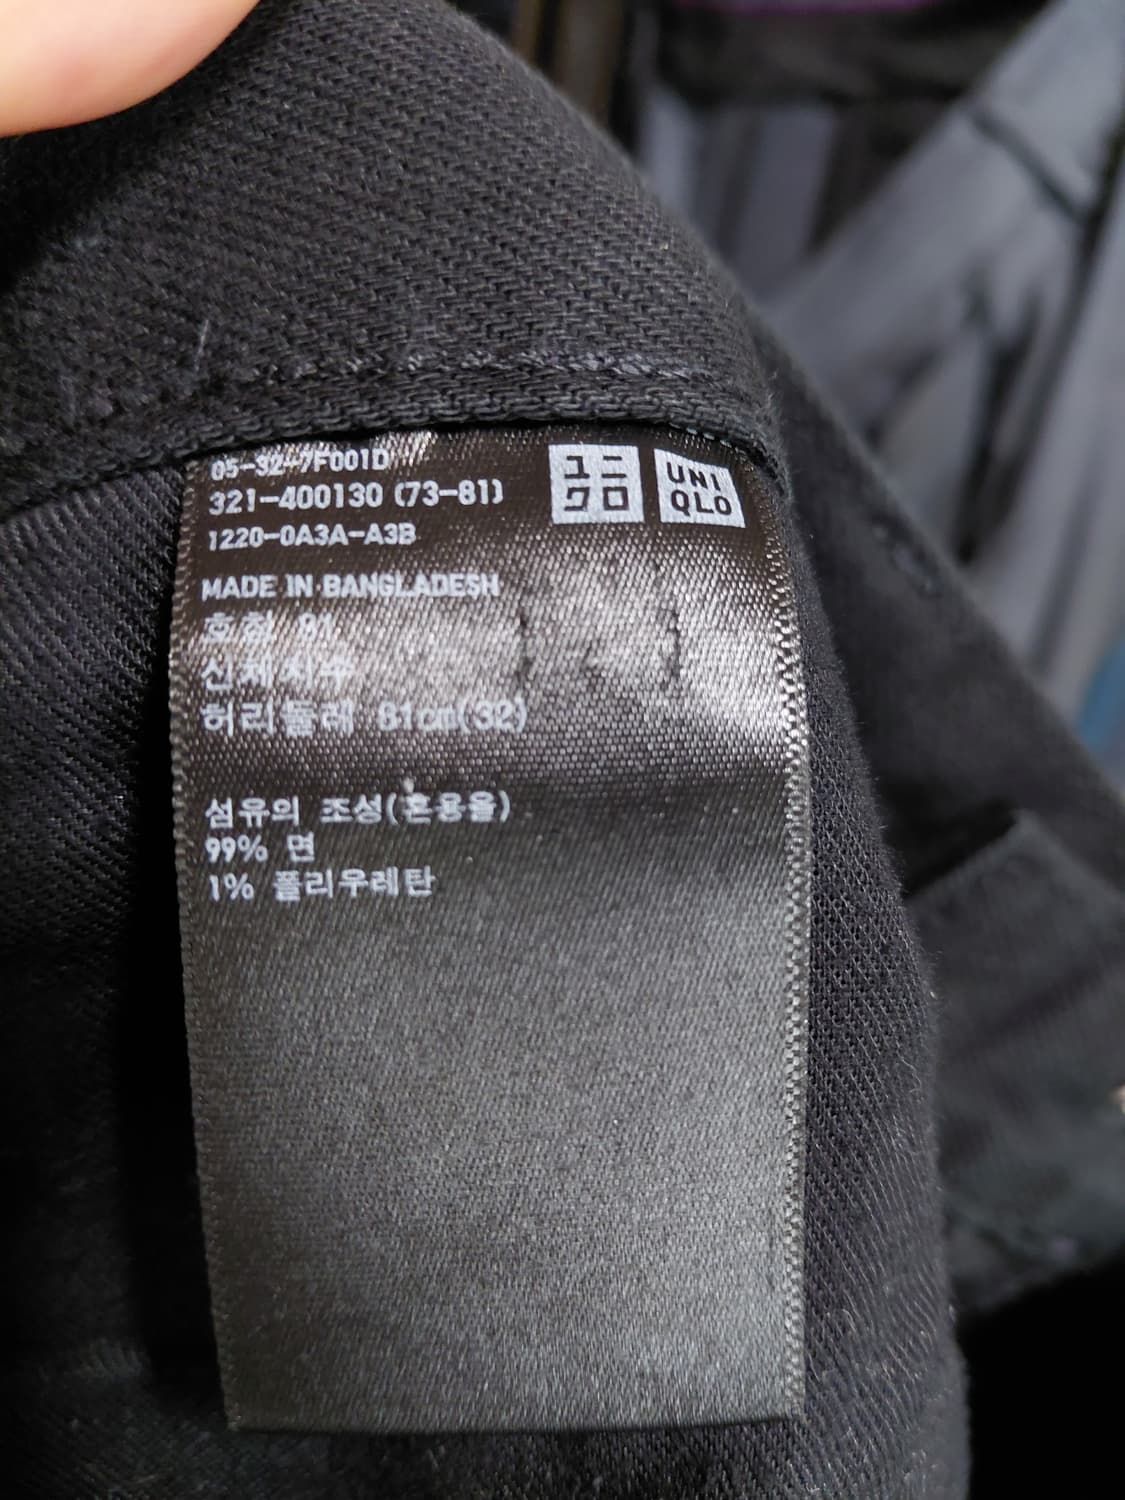 05-32-7F001D
321-400130 (73-81)
1220-0A3A-A3B
ユニ
クロ
UNI
QLO
MADE IN BANGLADESH
호칭 81
신체치수
허리둘레 81cm(32)
섬유의 조성(혼용율)
99% 면
1% 폴리우레탄